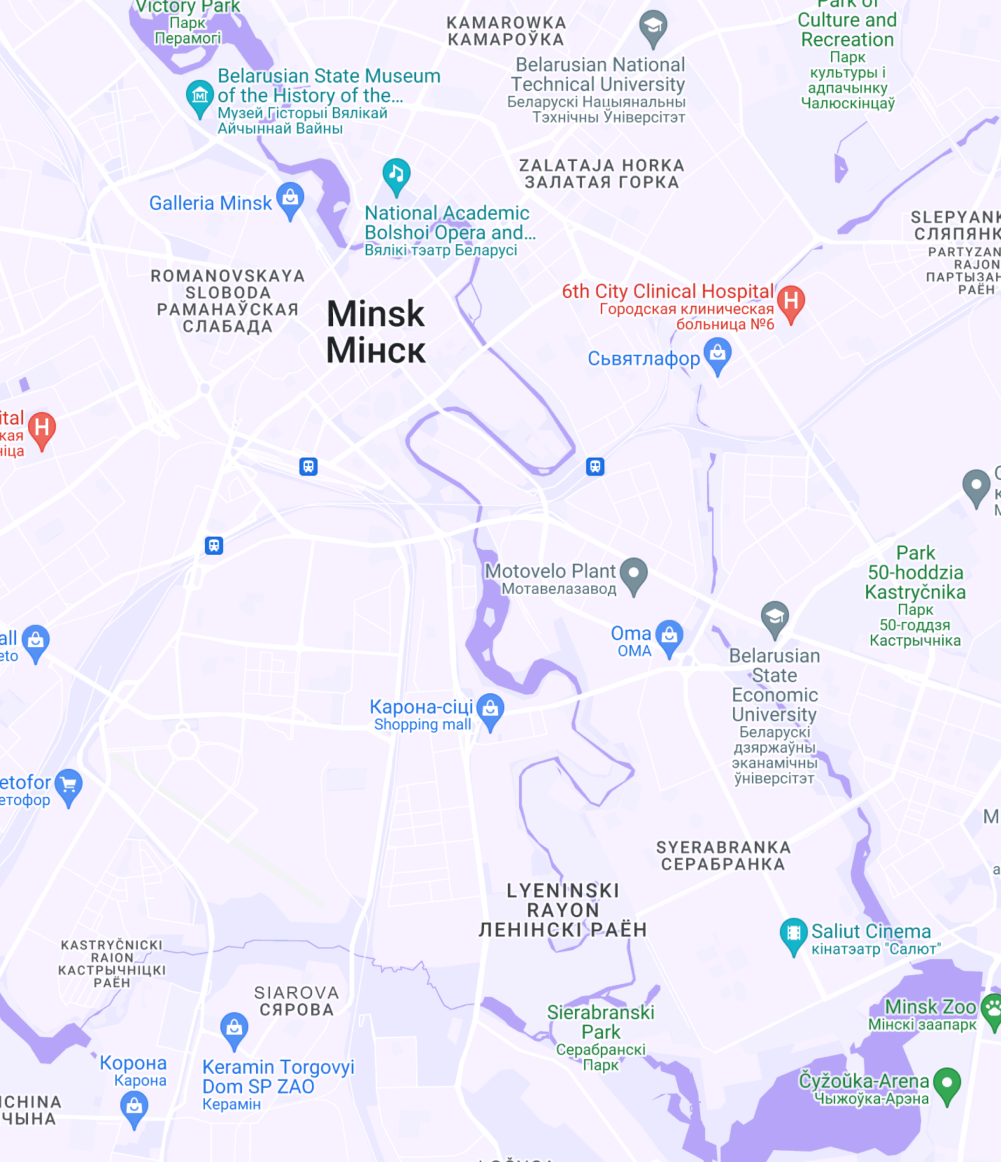 Victory Park
Парк
Перамогі
KAMAROWKA
КАМАРОЎКА
Park of
Culture and
Recreation
Парк
культуры і
адпачынку
Чалюскінцаў
Belarusian National
Technical University
Беларускі Нацыянальны
Тэхнічны Ўніверсітэт
Belarusian State Museum
of the History of the...
Музей Гісторыі Вялікай
Айчыннай Вайны
ZALATAJA HORKA
ЗАЛАТАЯ ГОРКА
Galleria Minsk
National Academic
Bolshoi Opera and...
Вялікі тэатр Беларусі
SLEPYANK
СЛЯПЯНК
PARTYZAN
RAJON
ПАРТЫЗАН
РАЁН
ROMANOVSKAYA
SLOBODA
РАМАНАЎСКАЯ
СЛАБАДА
Minsk
Мінск
6th City Clinical Hospital
Городская клиническая
больница №6
Сьвятлафор
ital
кая
ніца
Motovelo Plant
Мотавелазавод
Park
50-hoddzia
Kastryčnika
Парк
50-годдзя
Кастрычніка
all
eto
Oma
ОМА
Belarusian
State
Economic
University
Беларускі
дзяржаўны
эканамічны
ўніверсітэт
Карона-сіці
Shopping mall
etofor
етофор
SYERABRANKA
СЕРАБРАНКА
LYENINSKI
RAYON
ЛЕНІНСКІ РАЁН
Saliut Cinema
кінатэатр "Салют"
KASTRYČNICKI
RAION
КАСТРЫЧНІЦКІ
РАЁН
SIAROVA
СЯРОВА
Sierabranski
Park
Серабранскі
Парк
Minsk Zoo
Мінскі заапарк
Корона
Карона
Keramin Torgovyi
Dom SP ZAO
Керамін
Čyžoŭka-Arena
Чыжоўка-Арэна
ICHINA
ЧЫНА